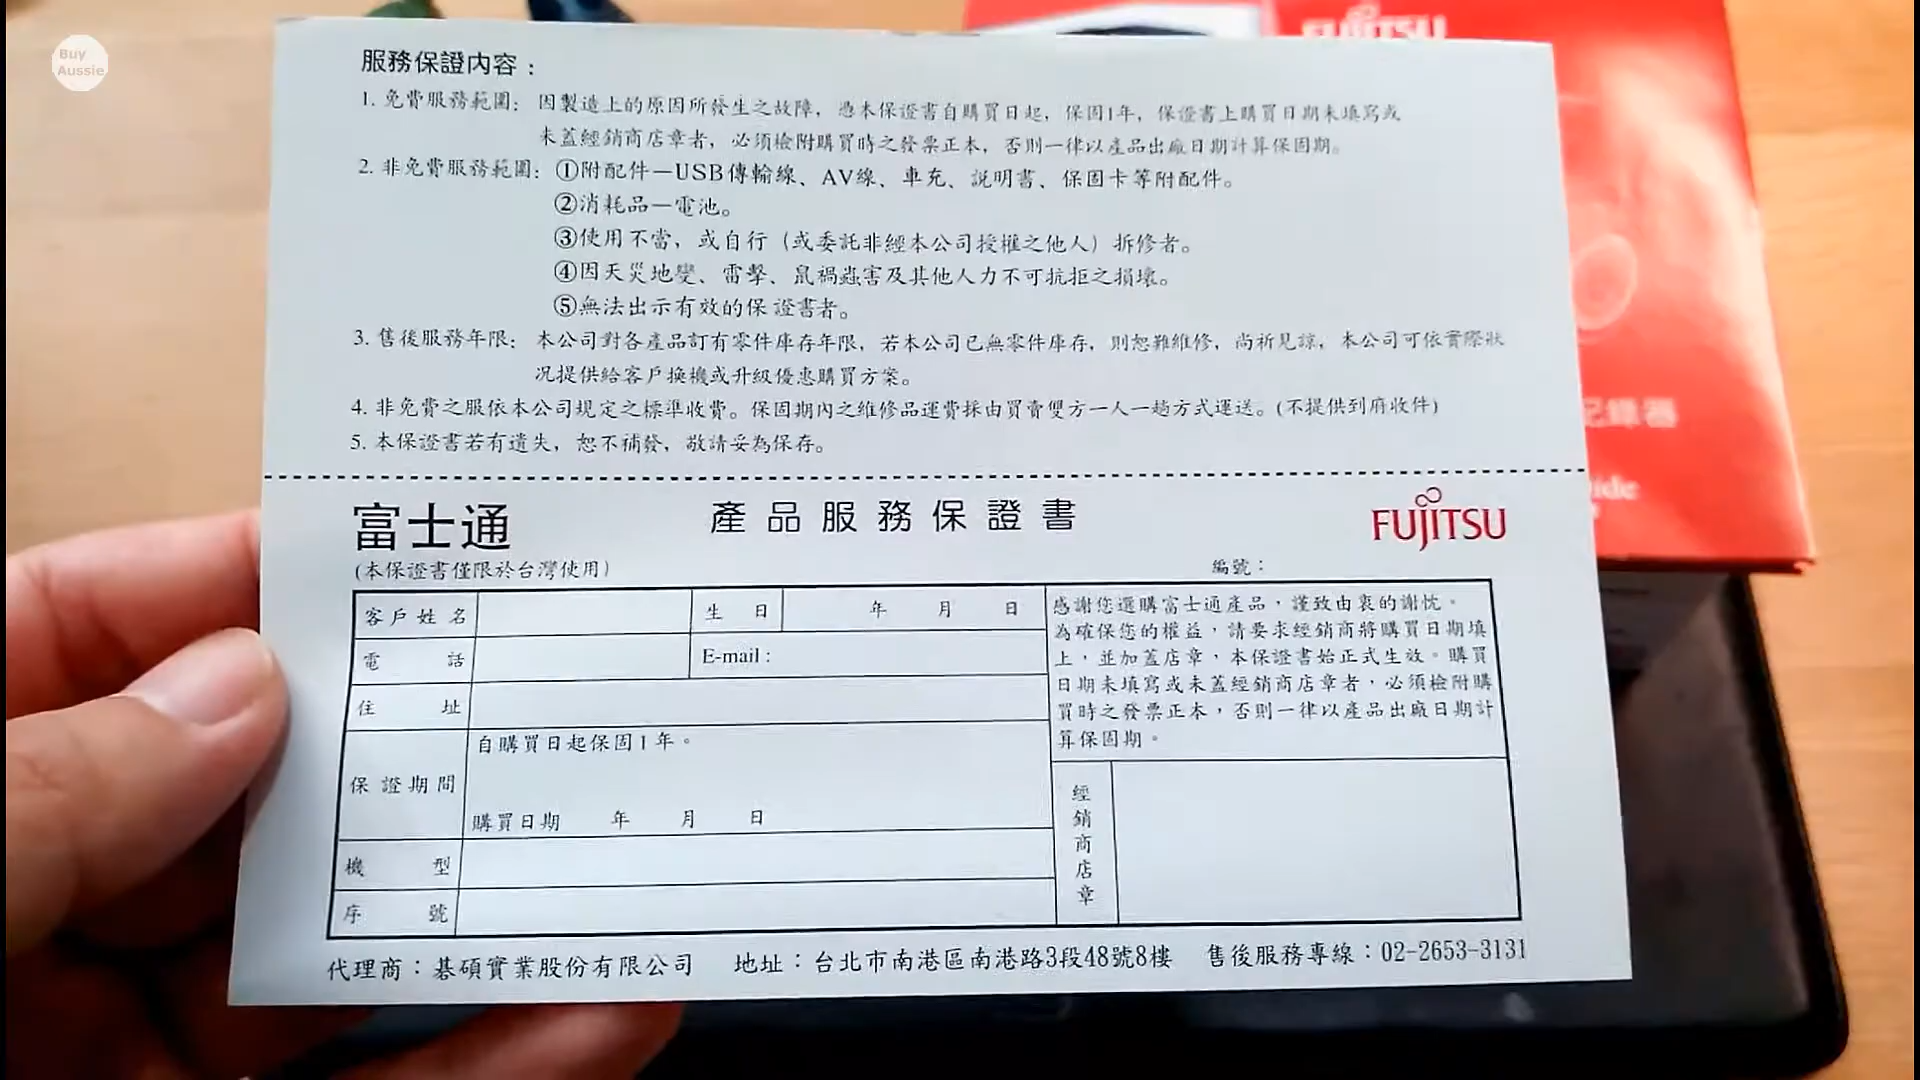 Buy
Aussie
FUJITSU
服務保證內容：
1. 免費服務範圍：因製造上的原因所發生之故障，憑本保證書自購買日起，保固1年，保證書上購買日期未填寫或
未蓋經銷商店章者，必須檢附購買時之發票正本，否則一律以產品出廠日期計算保固期。
2. 非免費服務範圍：①附配件—USB傳輸線、AV線、車充、說明書、保固卡等附配件。
②消耗品—電池。
③使用不當，或自行（或委託非經本公司授權之他人）拆修者。
④因天災地變、雷擊、鼠禍蟲害及其他人力不可抗拒之損壞。
⑤無法出示有效的保證書者。
3. 售後服務年限：本公司對各產品訂有零件庫存年限，若本公司已無零件庫存，則恕難維修，尚祈見諒，本公司可依實際狀
況提供給客戶換機或升級優惠購買方案。
4. 非免費之服依本公司規定之標準收費。保固期內之維修品運費採由買賣雙方一人一趟方式運送。(不提供到府收件)
5. 本保證書若有遺失，恕不補發，敬請妥為保存。
記錄器
富士通 產品服務保證書 FUJITSU
(本保證書僅限於台灣使用) 編號：
客戶姓名 生日 年 月 日
電話 E-mail：
住址
保證期間 自購買日起保固1年。
購買日期 年 月 日
機型
序號
感謝您選購富士通產品，謹致由衷的謝忱。
為確保您的權益，請要求經銷商將購買日期填
上，並加蓋店章，本保證書始正式生效。購買
日期未填寫或未蓋經銷商店章者，必須檢附購
買時之發票正本，否則一律以產品出廠日期計
算保固期。
經銷商店章
代理商：碁碩實業股份有限公司 地址：台北市南港區南港路3段48號8樓 售後服務專線：02-2653-3131